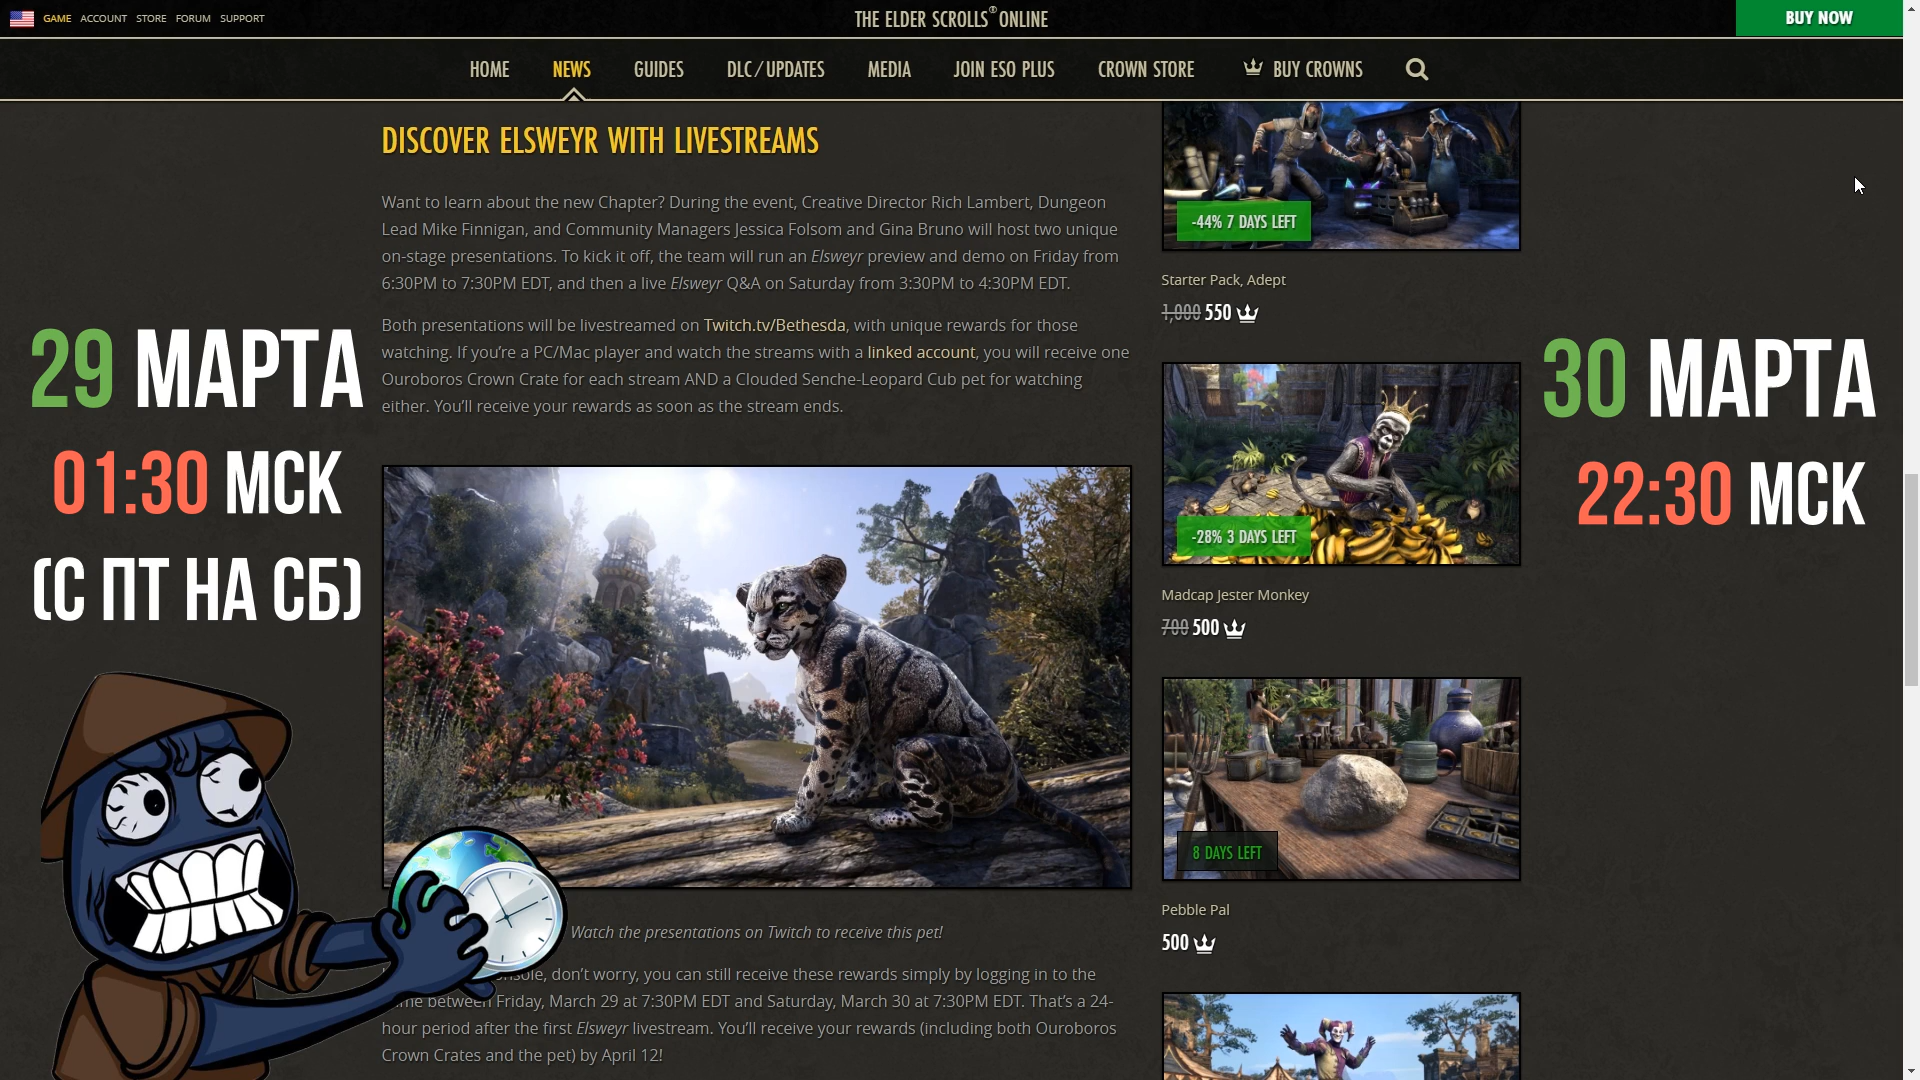 GAME ACCOUNT STORE FORUM SUPPORT
THE ELDER SCROLLS® ONLINE
BUY NOW
HOME NEWS GUIDES DLC/UPDATES MEDIA JOIN ESO PLUS CROWN STORE BUY CROWNS
DISCOVER ELSWEYR WITH LIVESTREAMS
Want to learn about the new Chapter? During the event, Creative Director Rich Lambert, Dungeon
Lead Mike Finnigan, and Community Managers Jessica Folsom and Gina Bruno will host two unique
on-stage presentations. To kick it off, the team will run an Elsweyr preview and demo on Friday from
6:30PM to 7:30PM EDT, and then a live Elsweyr Q&A on Saturday from 3:30PM to 4:30PM EDT.
Both presentations will be livestreamed on Twitch.tv/Bethesda, with unique rewards for those
watching. If you’re a PC/Mac player and watch the streams with a linked account, you will receive one
Ouroboros Crown Crate for each stream AND a Clouded Senche-Leopard Cub pet for watching
either. You’ll receive your rewards as soon as the stream ends.
29 МАРТА
01:30 МСК
(С ПТ НА СБ)
Watch the presentations on Twitch to receive this pet!
don’t worry, you can still receive these rewards simply by logging in to the
between Friday, March 29 at 7:30PM EDT and Saturday, March 30 at 7:30PM EDT. That’s a 24-
hour period after the first Elsweyr livestream. You’ll receive your rewards (including both Ouroboros
Crown Crates and the pet) by April 12!
-44% 7 DAYS LEFT
Starter Pack, Adept
1,000 550
-28% 3 DAYS LEFT
Madcap Jester Monkey
700 500
8 DAYS LEFT
Pebble Pal
500
30 МАРТА
22:30 МСК